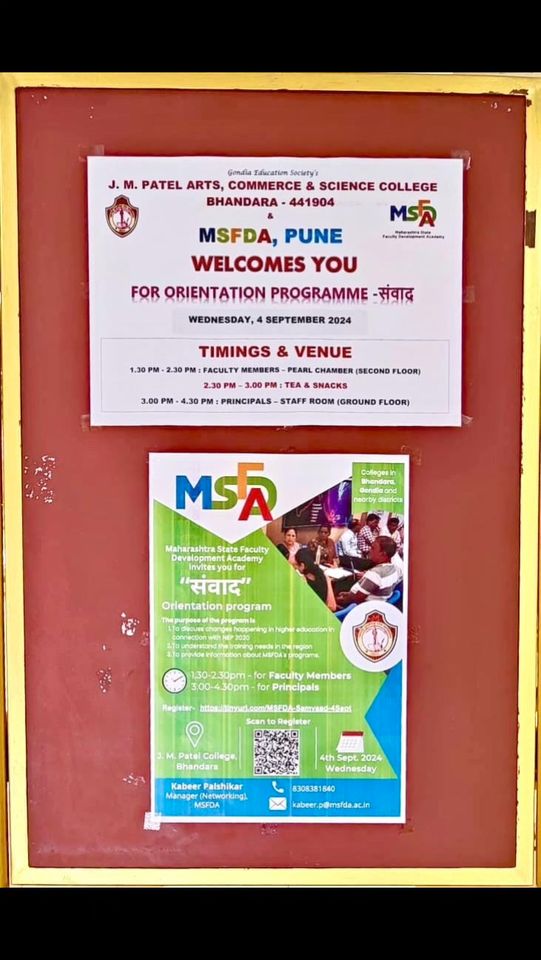 Gondia Education Society's
J. M. PATEL ARTS, COMMERCE & SCIENCE COLLEGE
BHANDARA - 441904
&
MSFDA
Maharashtra State
Faculty Development Academy
MSFDA, PUNE
WELCOMES YOU
FOR ORIENTATION PROGRAMME -संवाद
WEDNESDAY, 4 SEPTEMBER 2024
TIMINGS & VENUE
1.30 PM - 2.30 PM : FACULTY MEMBERS – PEARL CHAMBER (SECOND FLOOR)
2.30 PM – 3.00 PM : TEA & SNACKS
3.00 PM - 4.30 PM : PRINCIPALS – STAFF ROOM (GROUND FLOOR)
MSFDA
Colleges in
Bhandara,
Gondia and
nearby districts
Maharashtra State Faculty
Development Academy
invites you for
"संवाद"
Orientation program
The purpose of the program is
1.To discuss changes happening in higher education in
connection with NEP 2020
2.To understand the training needs in the region
3.To provide information about MSFDA's programs.
1.30-2.30pm - for Faculty Members
3.00-4.30pm - for Principals
Register- https://tinyurl.com/MSFDA-Samvaad-4Sept
Scan to Register
J. M. Patel College,
Bhandara
4th Sept. 2024
Wednesday
Kabeer Palshikar
Manager (Networking),
MSFDA
8308381840
kabeer.p@msfda.ac.in